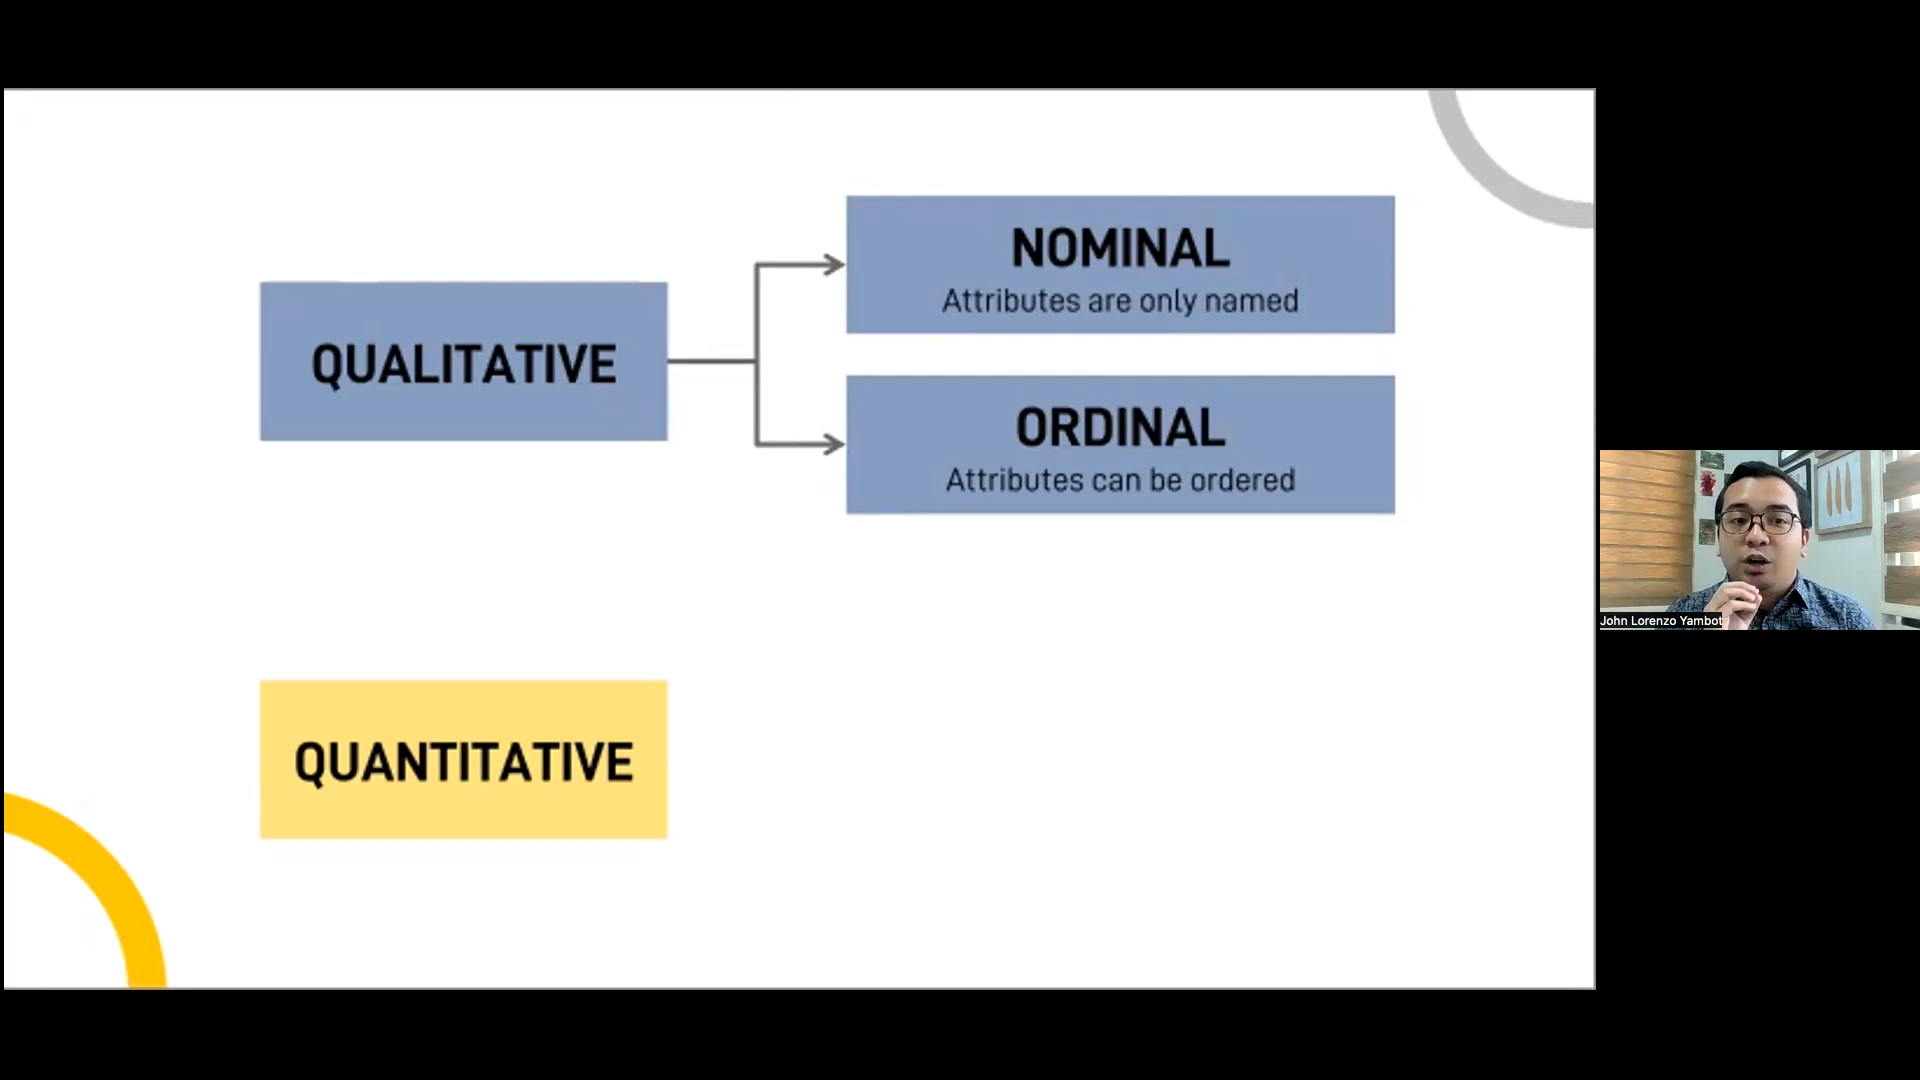 NOMINAL
Attributes are only named
QUALITATIVE
ORDINAL
Attributes can be ordered
QUANTITATIVE
John Lorenzo Yambot